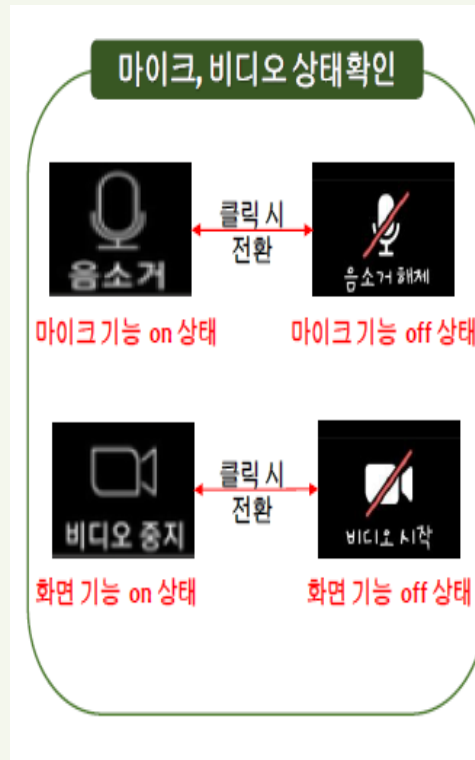 마이크, 비디오 상태확인
음소거
클릭 시
전환
음소거 해제
마이크 기능 on 상태
마이크 기능 off 상태
비디오 중지
클릭 시
전환
비디오 시작
화면 기능 on 상태
화면 기능 off 상태